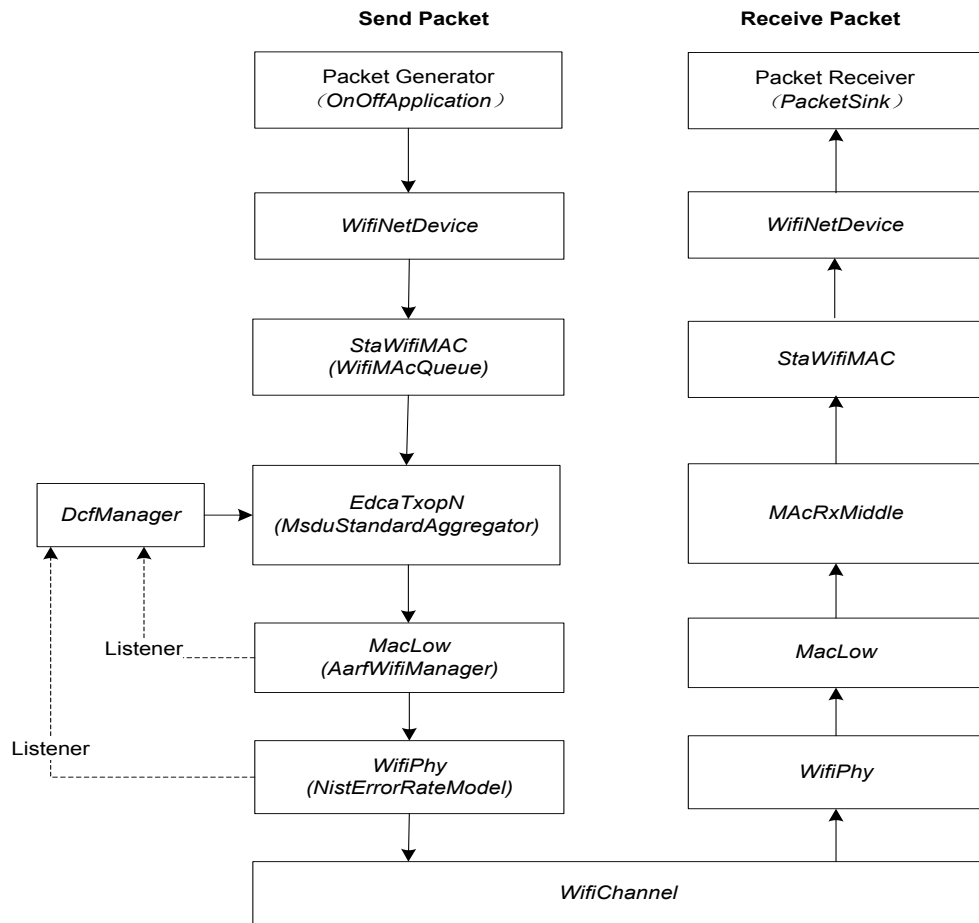 Send Packet
Receive Packet
Packet Generator
（OnOffApplication）
Packet Receiver
（PacketSink）
WifiNetDevice
WifiNetDevice
StaWifiMAC
(WifiMAcQueue)
StaWifiMAC
DcfManager
EdcaTxopN
(MsduStandardAggregator)
MAcRxMiddle
Listener
MacLow
(AarfWifiManager)
MacLow
Listener
WifiPhy
(NistErrorRateModel)
WifiPhy
WifiChannel